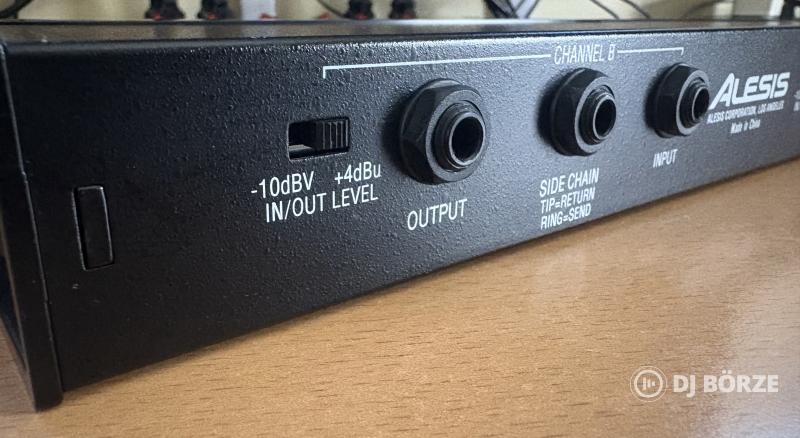 CHANNEL B
ALESIS
ALESIS CORPORATION, LOS ANGELES
Made in China
-10dBV +4dBu
IN/OUT LEVEL
OUTPUT
SIDE CHAIN
TIP=RETURN
RING=SEND
INPUT
DJ BÖRZE